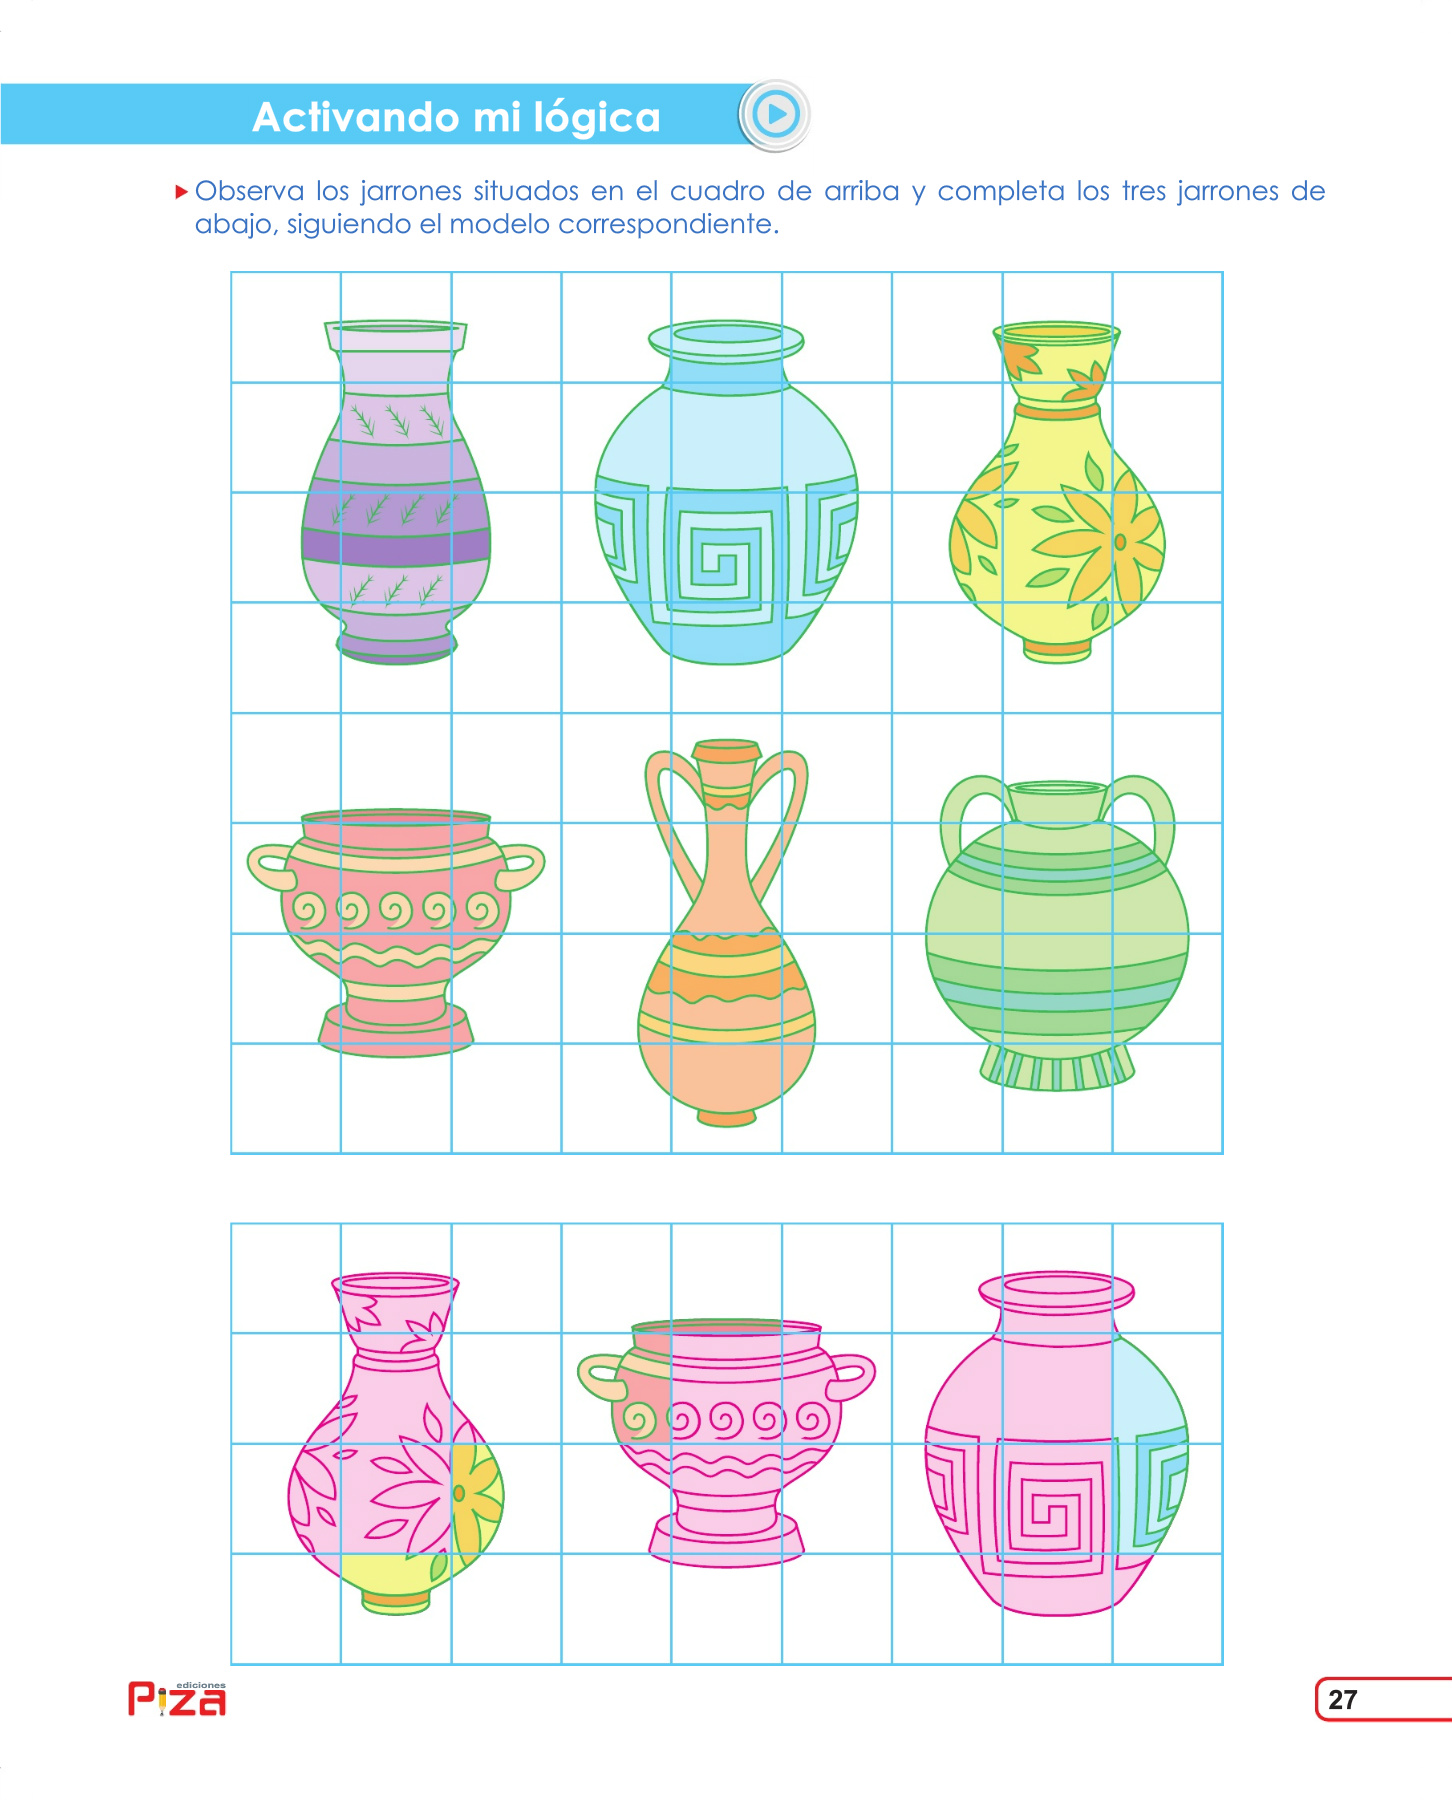 Activando mi lógica
Observa los jarrones situados en el cuadro de arriba y completa los tres jarrones de
abajo, siguiendo el modelo correspondiente.
ediciones
Piza
27